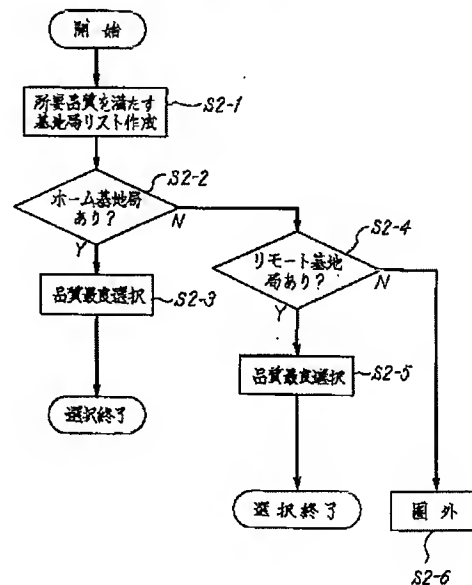 開始
所要品質を満たす
基地局リスト作成
S2-1
ホーム基地局
あり?
S2-2
Y
N
品質最良選択
S2-3
選択終了
リモート基地
局あり?
S2-4
Y
N
品質最良選択
S2-5
選択終了
圏外
S2-6